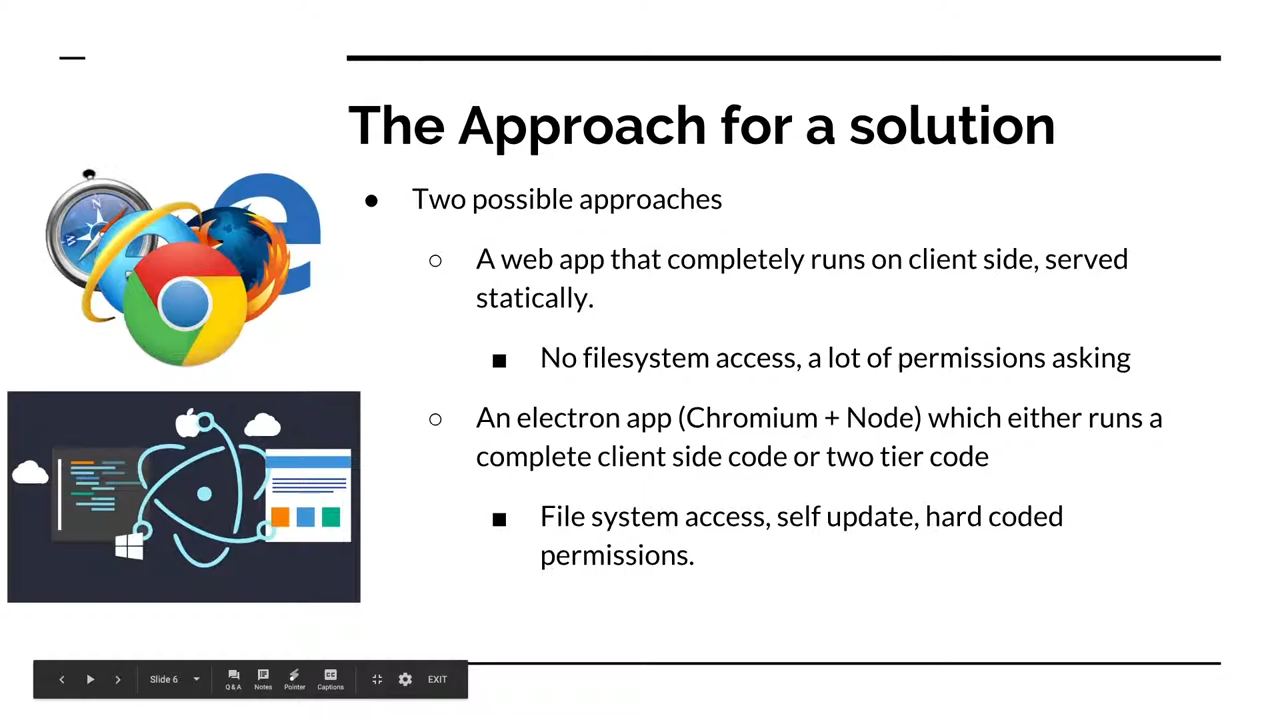 The Approach for a solution
● Two possible approaches
○ A web app that completely runs on client side, served
statically.
■ No filesystem access, a lot of permissions asking
○ An electron app (Chromium + Node) which either runs a
complete client side code or two tier code
■ File system access, self update, hard coded
permissions.
Slide 6
Q & A
Notes
Pointer
CC
Captions
EXIT